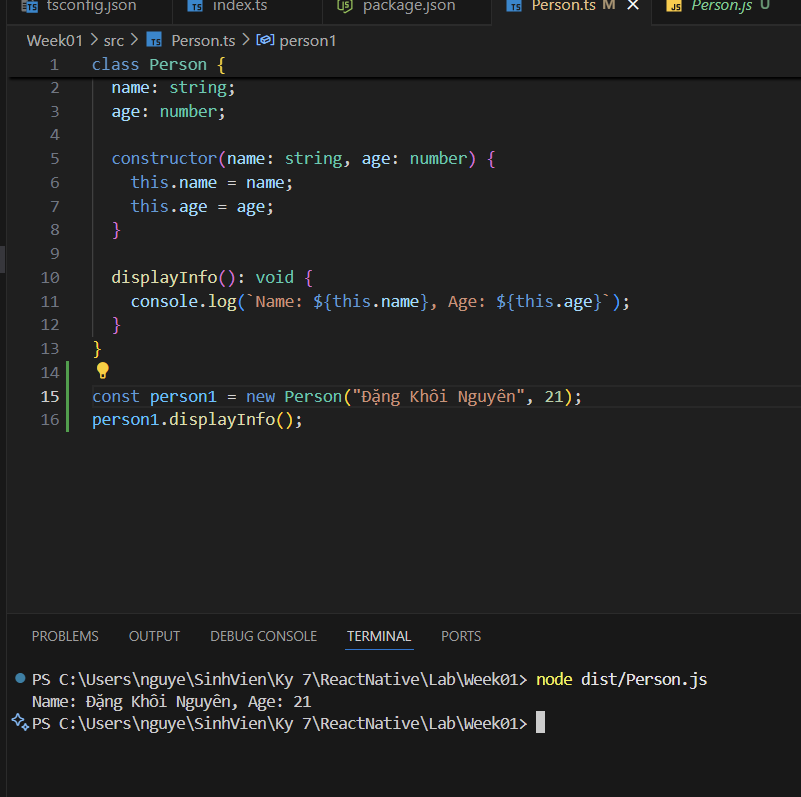 tsconfig.json
TS index.ts
package.json
TS Person.ts M
JS Person.js U
Week01 > src > TS Person.ts > person1
1 class Person {
2 name: string;
3 age: number;
4
5 constructor(name: string, age: number) {
6 this.name = name;
7 this.age = age;
8 }
9
10 displayInfo(): void {
11 console.log(`Name: ${this.name}, Age: ${this.age}`);
12 }
13 }
14
15 const person1 = new Person("Đặng Khôi Nguyên", 21);
16 person1.displayInfo();
PROBLEMS OUTPUT DEBUG CONSOLE TERMINAL PORTS
PS C:\Users\nguye\SinhVien\Ky 7\ReactNative\Lab\Week01> node dist/Person.js
Name: Đặng Khôi Nguyên, Age: 21
PS C:\Users\nguye\SinhVien\Ky 7\ReactNative\Lab\Week01>